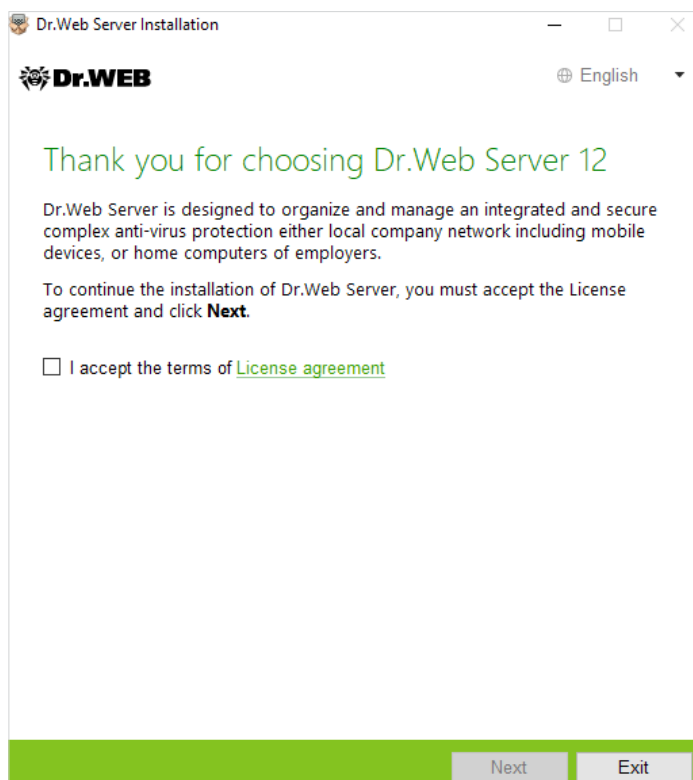 Dr.Web Server Installation
Dr.WEB
English
Thank you for choosing Dr.Web Server 12
Dr.Web Server is designed to organize and manage an integrated and secure
complex anti-virus protection either local company network including mobile
devices, or home computers of employers.
To continue the installation of Dr.Web Server, you must accept the License
agreement and click Next.
I accept the terms of License agreement
Next
Exit